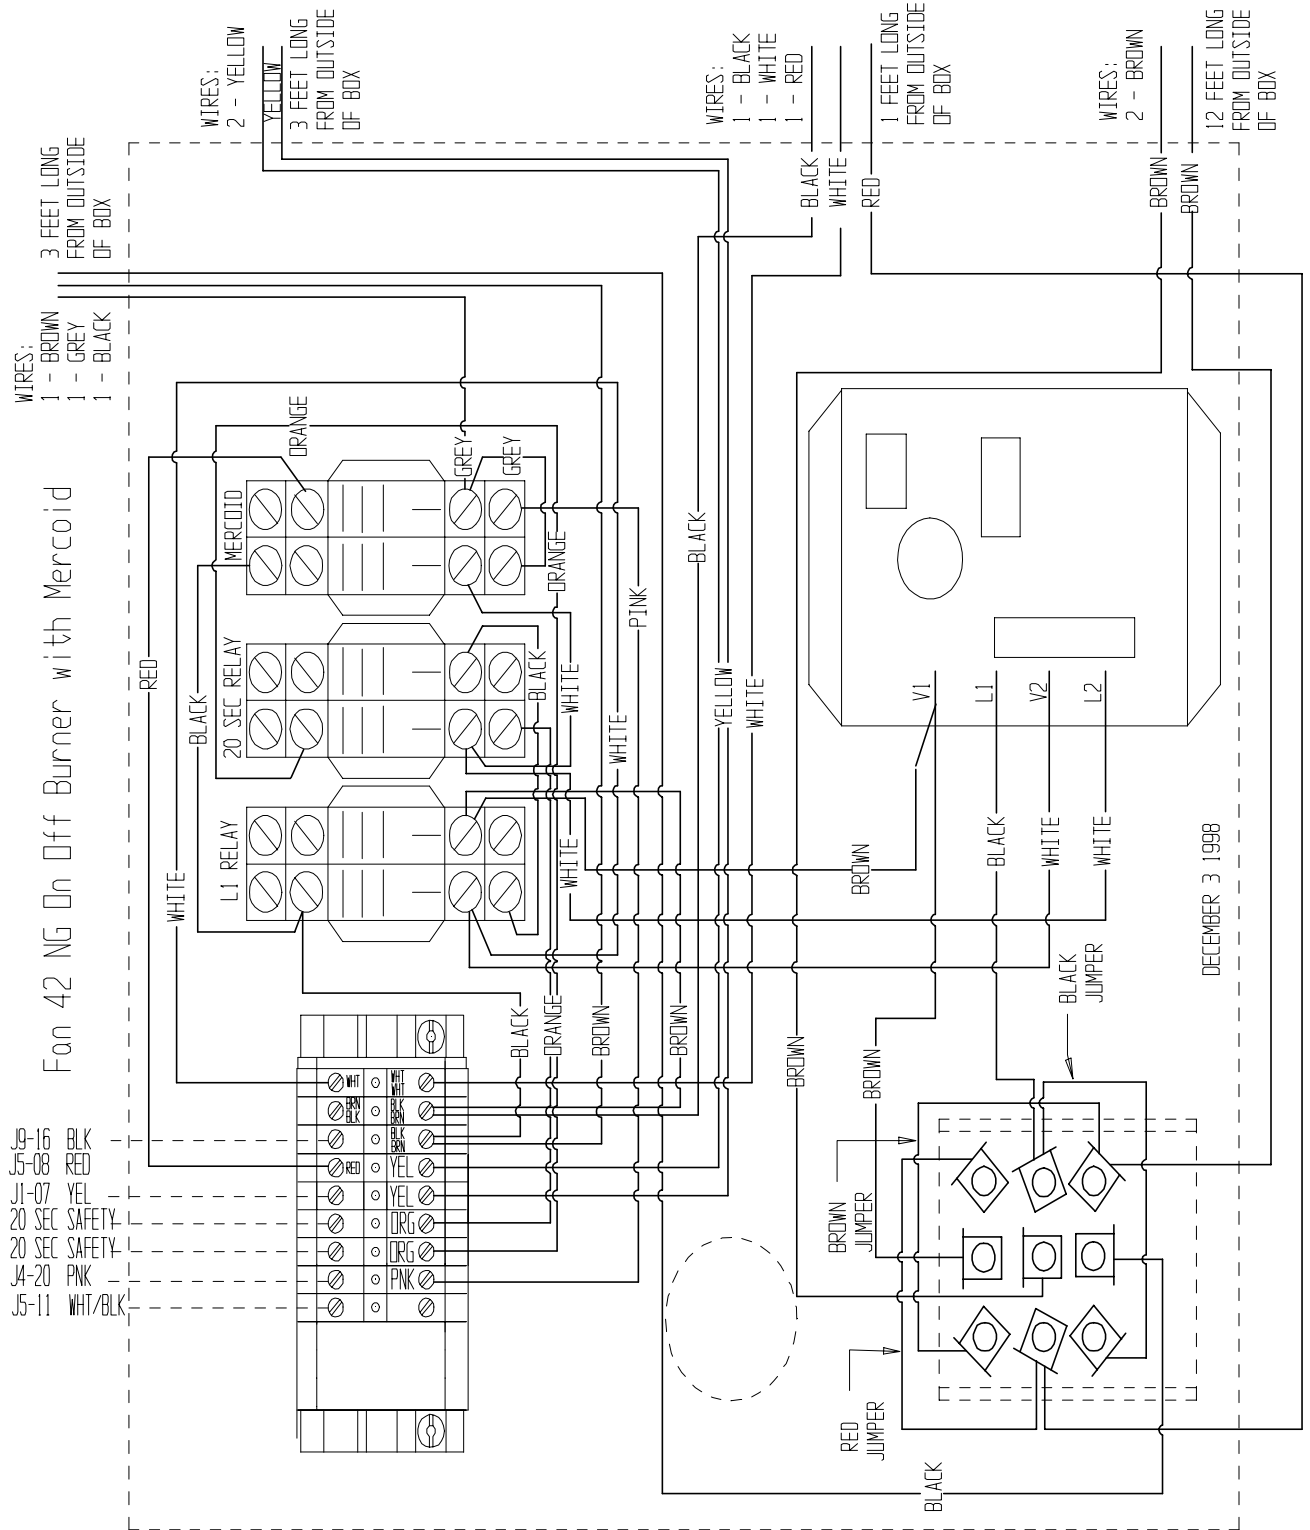 Fan 42 NG On Off Burner with Mercoid
WIRES:
1 - BROWN
1 - GREY
1 - BLACK
3 FEET LONG
FROM OUTSIDE
OF BOX
WIRES:
2 - YELLOW
YELLOW
3 FEET LONG
FROM OUTSIDE
OF BOX
WIRES:
1 - BLACK
1 - WHITE
1 - RED
1 FEET LONG
FROM OUTSIDE
OF BOX
WIRES:
2 - BROWN
12 FEET LONG
FROM OUTSIDE
OF BOX
BLACK
WHITE
RED
BROWN
BROWN
ORANGE
GREY
GREY
MERCOID
ORANGE
BLACK
PINK
RED
BLACK
20 SEC RELAY
BLACK
WHITE
WHITE
YELLOW
WHITE
V1
L1
V2
L2
L1 RELAY
WHITE
WHITE
BROWN
BLACK
WHITE
WHITE
DECEMBER 3 1998
BLACK
JUMPER
BLACK
ORANGE
BROWN
BROWN
BROWN
BROWN
WHT
WHT
WHT
BRN
BLK
BLK
BRN
BLK
BRN
RED
YEL
YEL
ORG
ORG
PNK
J9-16 BLK
J5-08 RED
J1-07 YEL
20 SEC SAFETY
20 SEC SAFETY
J4-20 PNK
J5-11 WHT/BLK
BROWN
JUMPER
RED
JUMPER
BLACK